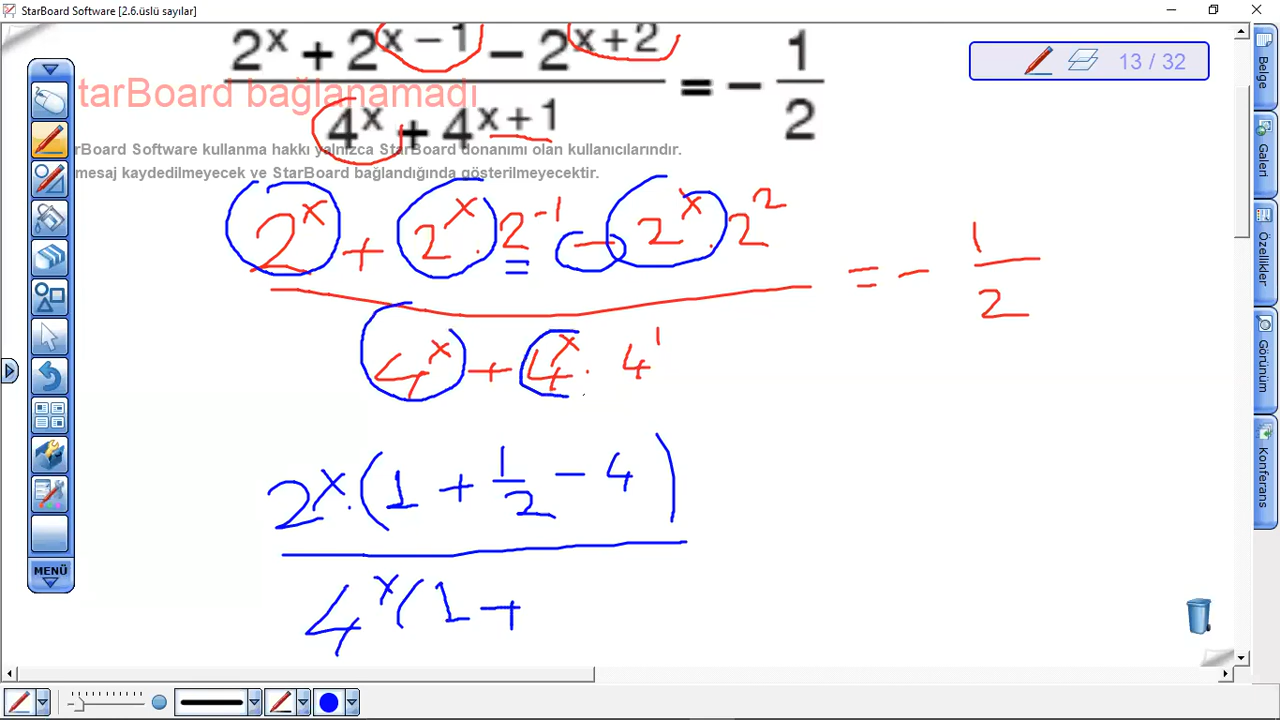 StarBoard Software [2.6.üslü sayılar]
2^x + 2^(x – 1) – 2^(x + 2)
4^x + 4^(x + 1)
= – 1/2
13 / 32
tarBoard bağlanamadı
rBoard Software kullanma hakkı yalnızca StarBoard donanımı olan kullanıcılarındır.
mesaj kaydedilmeyecek ve StarBoard bağlandığında gösterilmeyecektir.
2^x + 2^x . 2^-1 – 2^x . 2^2
4^x + 4^x . 4^1
= – 1/2
2^x . (1 + 1/2 – 4)
4^x (1 +
MENÜ
Belge
Galeri
Özellikler
Görünüm
Konferans